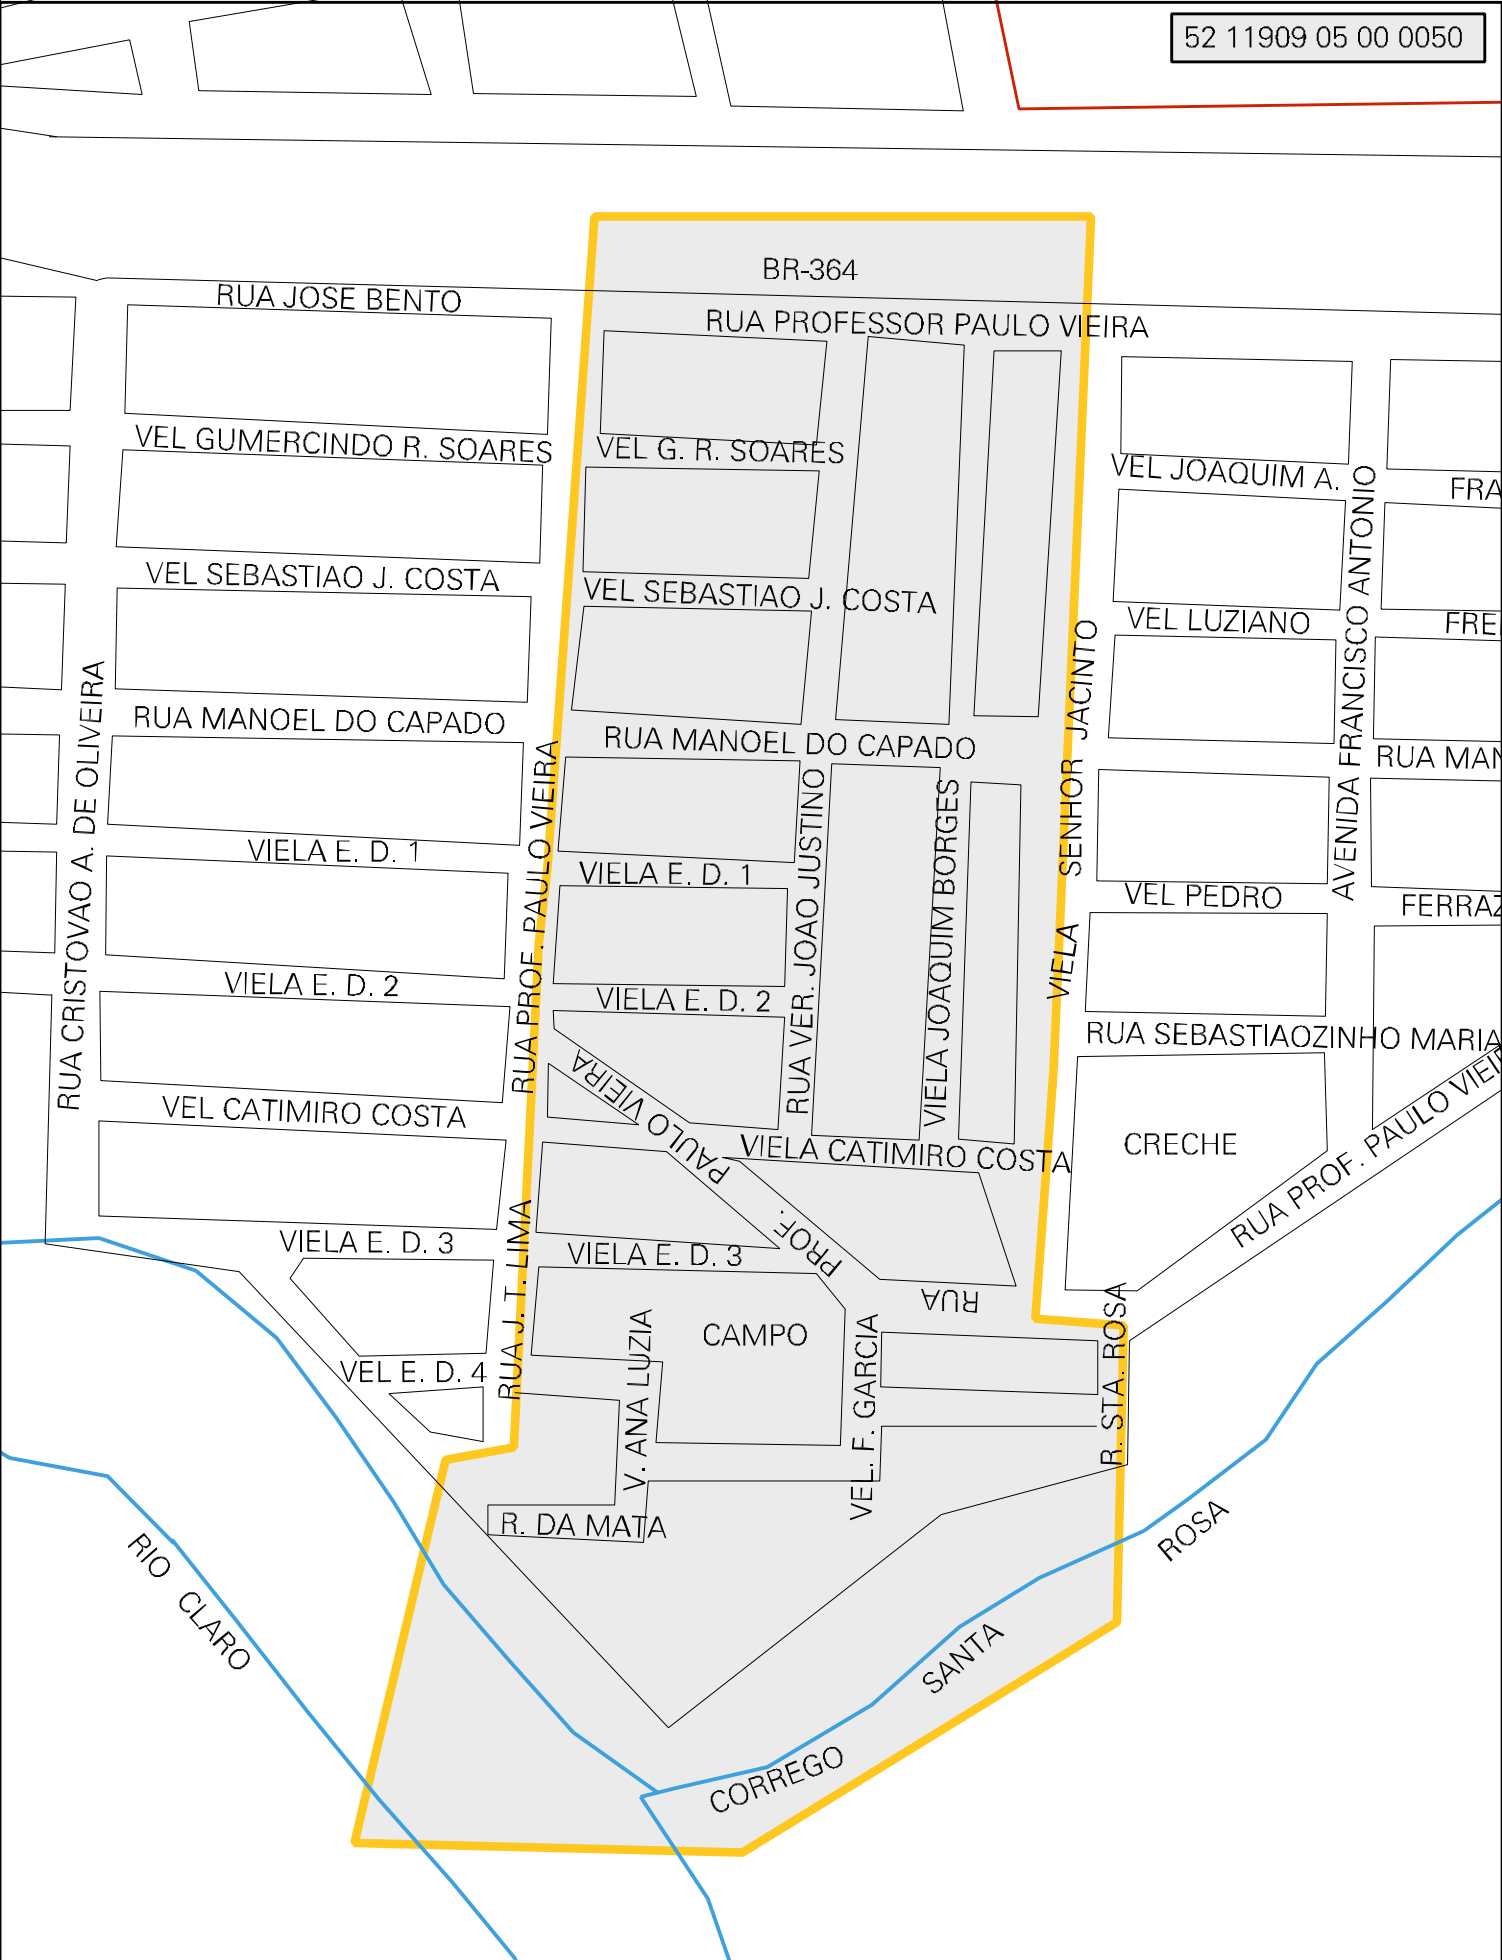 52 11909 05 00 0050
BR-364
RUA JOSE BENTO
RUA PROFESSOR PAULO VIEIRA
VEL GUMERCINDO R. SOARES
VEL G. R. SOARES
VEL JOAQUIM A.
FRA
VEL SEBASTIAO J. COSTA
VEL SEBASTIAO J. COSTA
VEL LUZIANO
FRE
RUA MANOEL DO CAPADO
RUA MANOEL DO CAPADO
RUA MAN
RUA CRISTOVAO A. DE OLIVEIRA
RUA PROF. PAULO VIEIRA
RUA VER. JOAO JUSTINO
VIELA JOAQUIM BORGES
VIELA SENHOR JACINTO
AVENIDA FRANCISCO ANTONIO
VIELA E. D. 1
VIELA E. D. 1
VEL PEDRO
FERRAZ
VIELA E. D. 2
VIELA E. D. 2
RUA SEBASTIAOZINHO MARIA
VEL CATIMIRO COSTA
VIELA CATIMIRO COSTA
CRECHE
RUA PROF. PAULO VIEI
RUA PROF. PAULO VIEIRA
VIELA E. D. 3
VIELA E. D. 3
RUA J. T. LIMA
CAMPO
VEL E. D. 4
V. ANA LUZIA
VEL. F. GARCIA
R. STA. ROSA
R. DA MATA
RIO CLARO
CORREGO SANTA ROSA